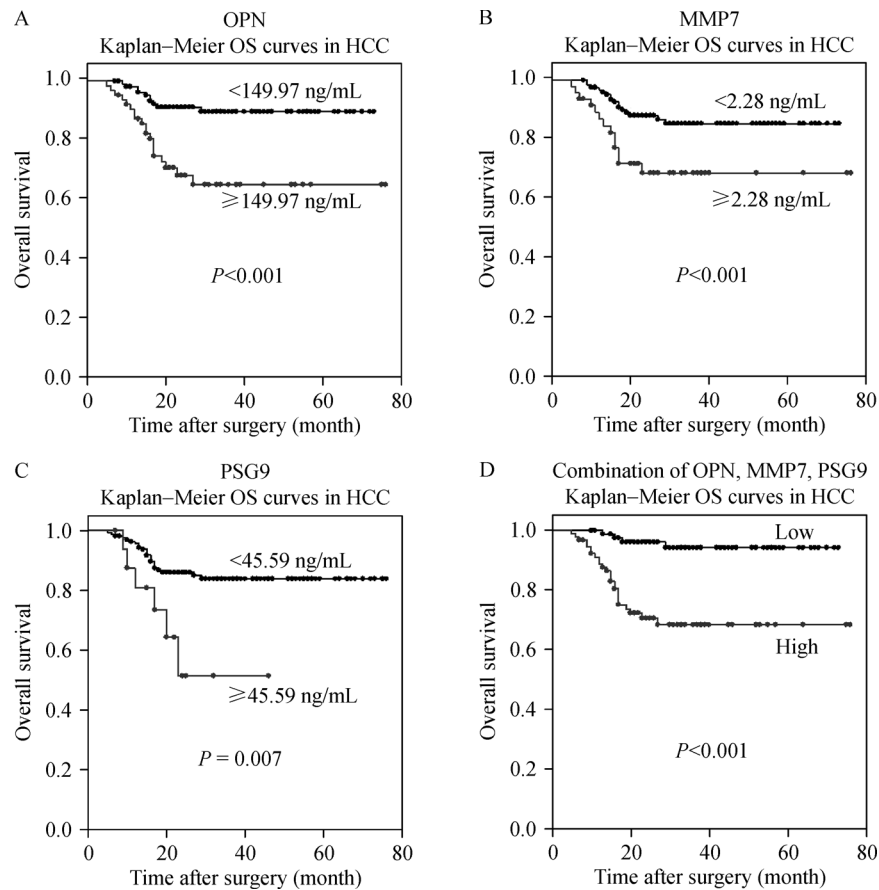 A
OPN
Kaplan–Meier OS curves in HCC
1.0
0.8
0.6
0.4
0.2
0.0
Overall survival
<149.97 ng/mL
⩾149.97 ng/mL
P<0.001
0 20 40 60 80
Time after surgery (month)
B
MMP7
Kaplan–Meier OS curves in HCC
1.0
0.8
0.6
0.4
0.2
0.0
Overall survival
<2.28 ng/mL
⩾2.28 ng/mL
P<0.001
0 20 40 60 80
Time after surgery (month)
C
PSG9
Kaplan–Meier OS curves in HCC
1.0
0.8
0.6
0.4
0.2
0.0
Overall survival
<45.59 ng/mL
⩾45.59 ng/mL
P = 0.007
0 20 40 60 80
Time after surgery (month)
D
Combination of OPN, MMP7, PSG9
Kaplan–Meier OS curves in HCC
1.0
0.8
0.6
0.4
0.2
0.0
Overall survival
Low
High
P<0.001
0 20 40 60 80
Time after surgery (month)